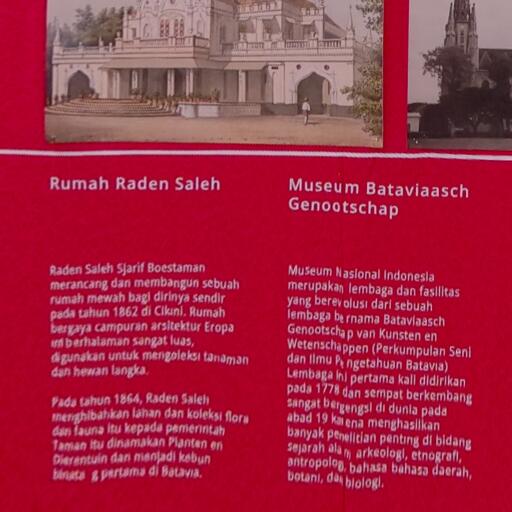 Rumah Raden Saleh
Raden Saleh Sjarif Boestaman
merancang dan membangun sebuah
rumah mewah bagi dirinya sendir
pada tahun 1862 di Cikini. Rumah
bergaya campuran arsitektur Eropa
ini berhalaman sangat luas,
digunakan untuk mengoleksi tanaman
dan hewan langka.
Pada tahun 1864, Raden Saleh
menghibahkan lahan dan koleksi flora
dan fauna itu kepada pemerintah
Taman itu dinamakan Planten en
Dierentuin dan menjadi kebun
pertama di Batavia.
Museum Bataviaasch
Genootschap
Museum Nasional Indonesia
merupakan lembaga dan fasilitas
yang berevolusi dari sebuah
lembaga bernama Bataviaasch
Genootschap van Kunsten en
Wetenschappen (Perkumpulan Seni
dan Ilmu Pengetahuan Batavia)
Lembaga ini pertama kali didirikan
pada 1778 dan sempat berkembang
sangat bergengsi di dunia pada
abad 19 karena menghasilkan
banyak penelitian penting di bidang
sejarah alam, arkeologi, etnografi,
antropologi, bahasa bahasa daerah,
botani, dan biologi.